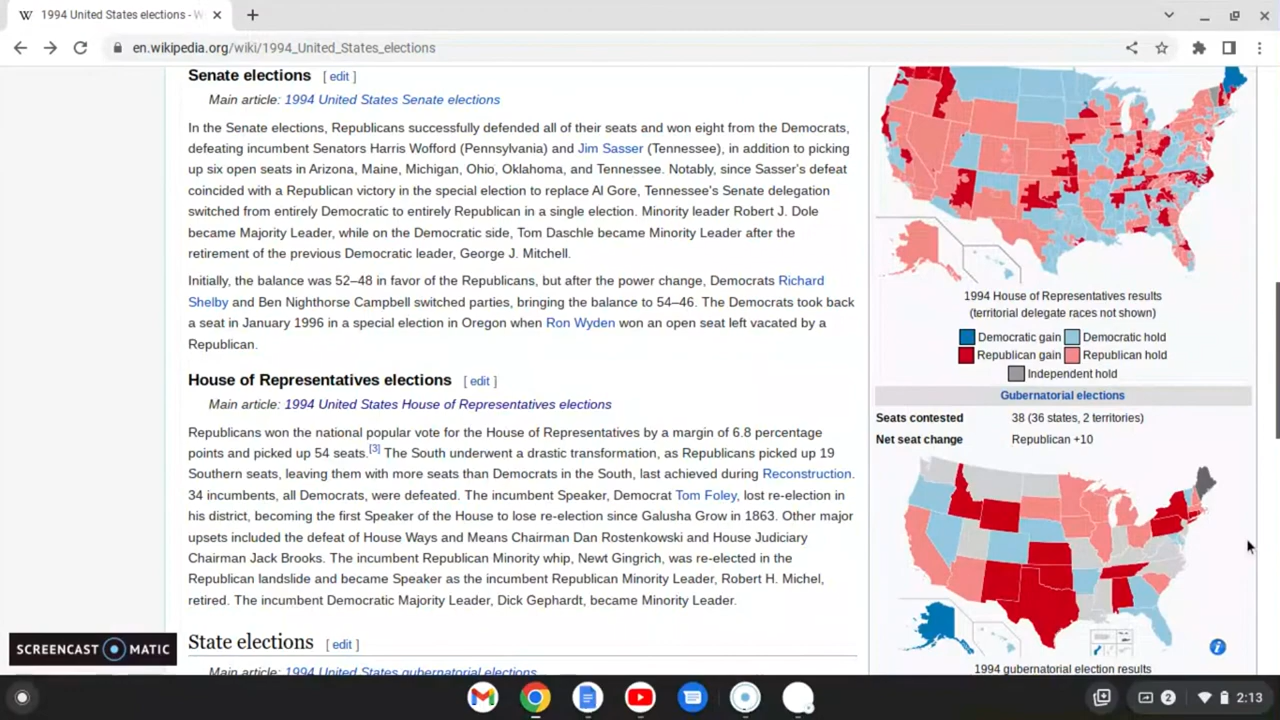 1994 United States elections - W
en.wikipedia.org/wiki/1994_United_States_elections
Senate elections [ edit ]
Main article: 1994 United States Senate elections
In the Senate elections, Republicans successfully defended all of their seats and won eight from the Democrats,
defeating incumbent Senators Harris Wofford (Pennsylvania) and Jim Sasser (Tennessee), in addition to picking
up six open seats in Arizona, Maine, Michigan, Ohio, Oklahoma, and Tennessee. Notably, since Sasser's defeat
coincided with a Republican victory in the special election to replace Al Gore, Tennessee's Senate delegation
switched from entirely Democratic to entirely Republican in a single election. Minority leader Robert J. Dole
became Majority Leader, while on the Democratic side, Tom Daschle became Minority Leader after the
retirement of the previous Democratic leader, George J. Mitchell.
Initially, the balance was 52–48 in favor of the Republicans, but after the power change, Democrats Richard
Shelby and Ben Nighthorse Campbell switched parties, bringing the balance to 54–46. The Democrats took back
a seat in January 1996 in a special election in Oregon when Ron Wyden won an open seat left vacated by a
Republican.
House of Representatives elections [ edit ]
Main article: 1994 United States House of Representatives elections
Republicans won the national popular vote for the House of Representatives by a margin of 6.8 percentage
points and picked up 54 seats.[3] The South underwent a drastic transformation, as Republicans picked up 19
Southern seats, leaving them with more seats than Democrats in the South, last achieved during Reconstruction.
34 incumbents, all Democrats, were defeated. The incumbent Speaker, Democrat Tom Foley, lost re-election in
his district, becoming the first Speaker of the House to lose re-election since Galusha Grow in 1863. Other major
upsets included the defeat of House Ways and Means Chairman Dan Rostenkowski and House Judiciary
Chairman Jack Brooks. The incumbent Republican Minority whip, Newt Gingrich, was re-elected in the
Republican landslide and became Speaker as the incumbent Republican Minority Leader, Robert H. Michel,
retired. The incumbent Democratic Majority Leader, Dick Gephardt, became Minority Leader.
State elections [ edit ]
Main article: 1994 United States gubernatorial elections
1994 House of Representatives results
(territorial delegate races not shown)
Democratic gain Democratic hold
Republican gain Republican hold
Independent hold
Gubernatorial elections
Seats contested 38 (36 states, 2 territories)
Net seat change Republican +10
1994 gubernatorial election results
SCREENCAST MATIC
2 2:13